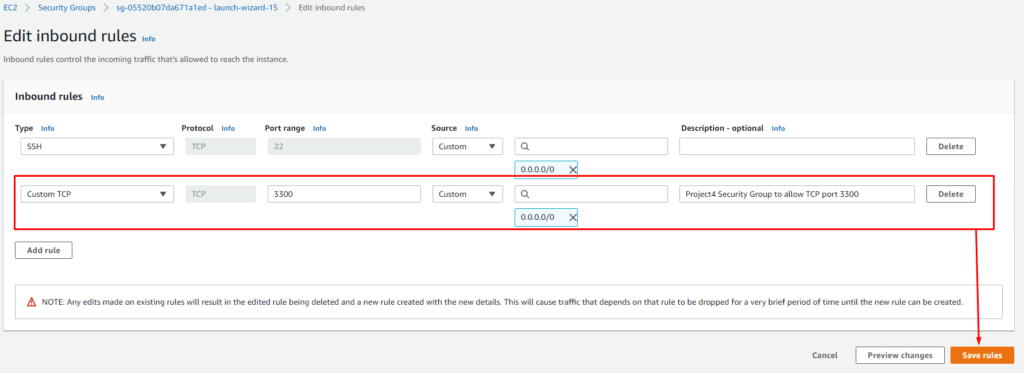 EC2 > Security Groups > sg-05520b07da671a1ed - launch-wizard-15 > Edit inbound rules
Edit inbound rules Info
Inbound rules control the incoming traffic that's allowed to reach the instance.
Inbound rules Info
Type Info Protocol Info Port range Info Source Info Description - optional Info
SSH TCP 22 Custom Delete
0.0.0.0/0 X
Custom TCP TCP 3300 Custom Project4 Security Group to allow TCP port 3300 Delete
0.0.0.0/0 X
Add rule
NOTE: Any edits made on existing rules will result in the edited rule being deleted and a new rule created with the new details. This will cause traffic that depends on that rule to be dropped for a very brief period of time until the new rule can be created.
Cancel Preview changes Save rules